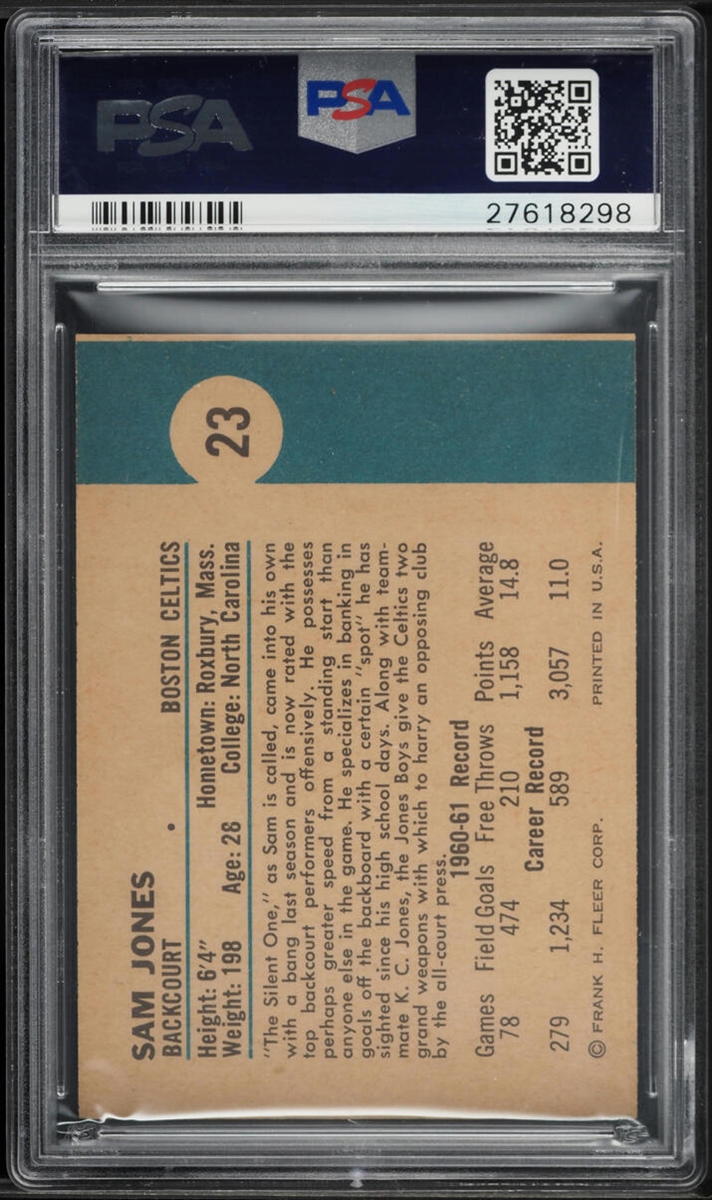 PSA
PSA
27618298
23
SAM JONES
BACKCOURT • BOSTON CELTICS
Height: 6'4" Hometown: Roxbury, Mass.
Weight: 198 Age: 28 College: North Carolina
"The Silent One," as Sam is called, came into his own
with a bang last season and is now rated with the
top backcourt performers offensively. He possesses
perhaps greater speed from a standing start than
anyone else in the game. He specializes in banking in
goals off the backboard with a certain "spot" he has
sighted since his high school days. Along with team-
mate K. C. Jones, the Jones Boys give the Celtics two
grand weapons with which to harry an opposing club
by the all-court press.
1960-61 Record
Games Field Goals Free Throws Points Average
78 474 210 1,158 14.8
Career Record
279 1,234 589 3,057 11.0
© FRANK H. FLEER CORP. PRINTED IN U.S.A.